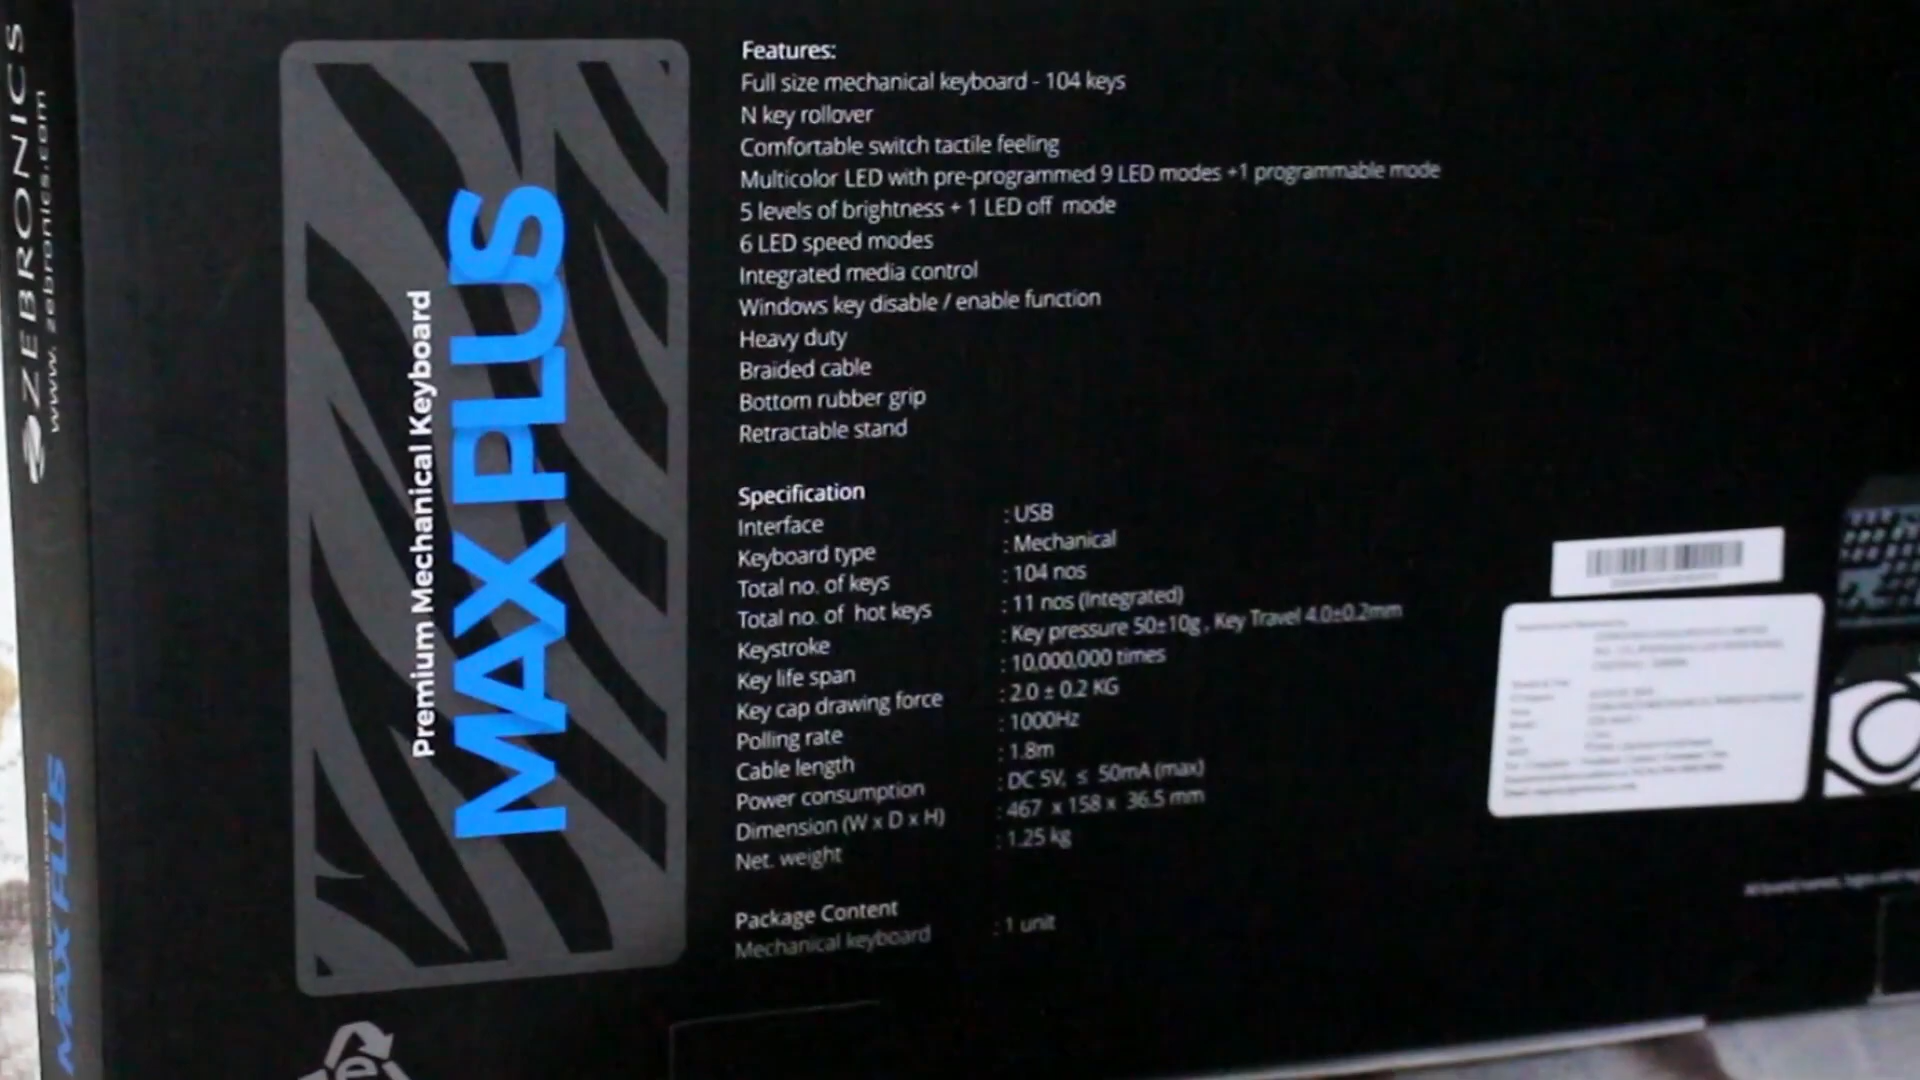 ZEBRONICS
www.zebronics.com
MAX PLUS
Premium Mechanical Keyboard
MAX PLUS
Features:
Full size mechanical keyboard - 104 keys
N key rollover
Comfortable switch tactile feeling
Multicolor LED with pre-programmed 9 LED modes +1 programmable mode
5 levels of brightness + 1 LED off mode
6 LED speed modes
Integrated media control
Windows key disable / enable function
Heavy duty
Braided cable
Bottom rubber grip
Retractable stand
Specification
Interface : USB
Keyboard type : Mechanical
Total no. of keys : 104 nos
Total no. of hot keys : 11 nos (Integrated)
Keystroke : Key pressure 50±10g , Key Travel 4.0±0.2mm
Key life span : 10,000,000 times
Key cap drawing force : 2.0 ± 0.2 KG
Polling rate : 1000Hz
Cable length : 1.8m
Power consumption : DC 5V, ≤ 50mA (max)
Dimension (W x D x H) : 467 x 158 x 36.5 mm
Net. weight : 1.25 kg
Package Content
Mechanical keyboard : 1 unit